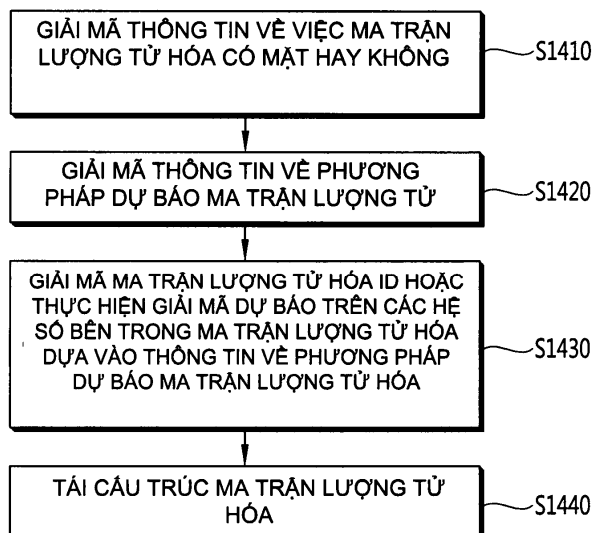 GIẢI MÃ THÔNG TIN VỀ VIỆC MA TRẬN
LƯỢNG TỬ HÓA CÓ MẶT HAY KHÔNG
S1410
GIẢI MÃ THÔNG TIN VỀ PHƯƠNG
PHÁP DỰ BÁO MA TRẬN LƯỢNG TỬ
S1420
GIẢI MÃ MA TRẬN LƯỢNG TỬ HÓA ID HOẶC
THỰC HIỆN GIẢI MÃ DỰ BÁO TRÊN CÁC HỆ
SỐ BÊN TRONG MA TRẬN LƯỢNG TỬ HÓA
DỰA VÀO THÔNG TIN VỀ PHƯƠNG PHÁP
DỰ BÁO MA TRẬN LƯỢNG TỬ HÓA
S1430
TÁI CẤU TRÚC MA TRẬN LƯỢNG TỬ
HÓA
S1440